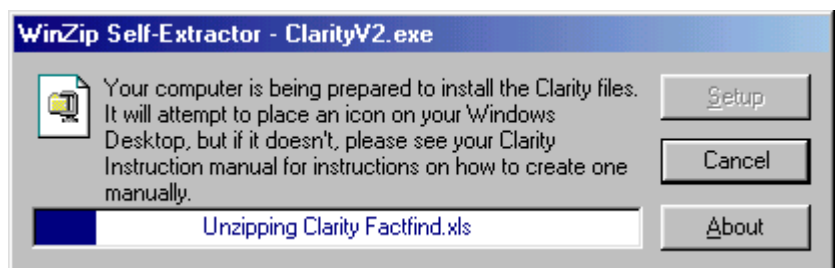 WinZip Self-Extractor - ClarityV2.exe
Your computer is being prepared to install the Clarity files.
It will attempt to place an icon on your Windows
Desktop, but if it doesn't, please see your Clarity
Instruction manual for instructions on how to create one
manually.
Unzipping Clarity Factfind.xls
Setup
Cancel
About